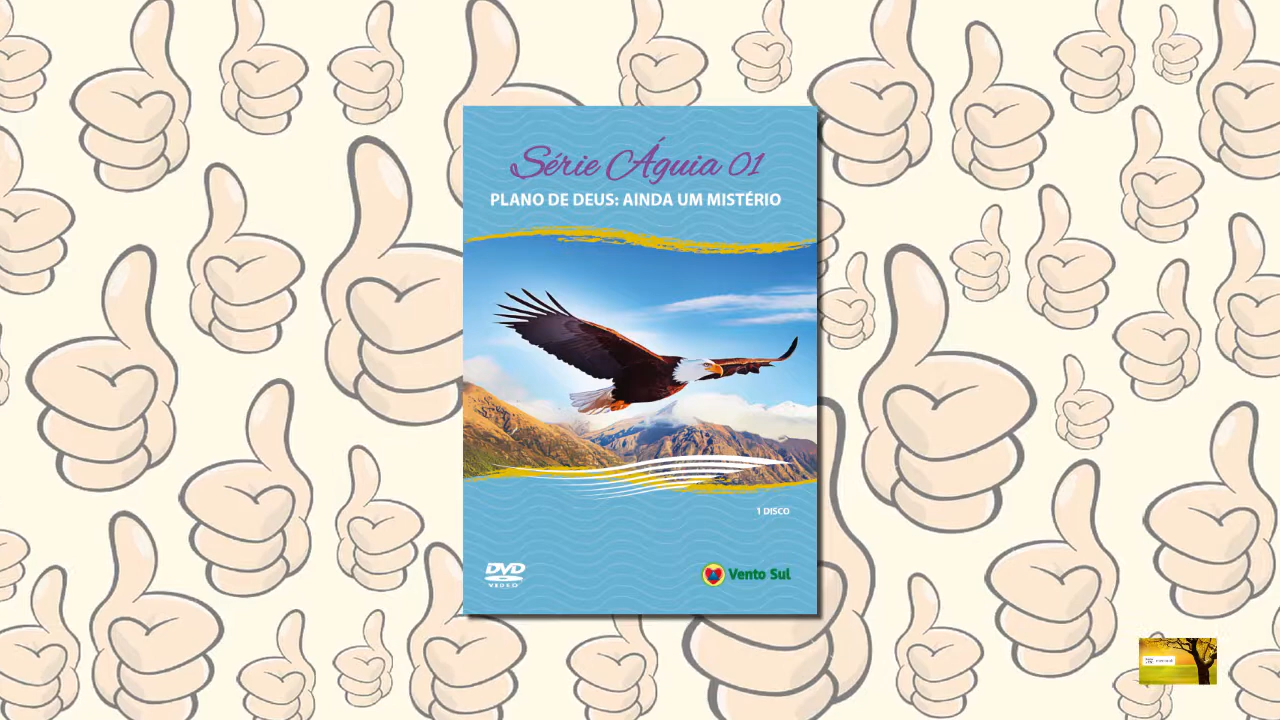 Série Águia 01
PLANO DE DEUS: AINDA UM MISTÉRIO
1 DISCO
DVD
VIDEO
Vento Sul